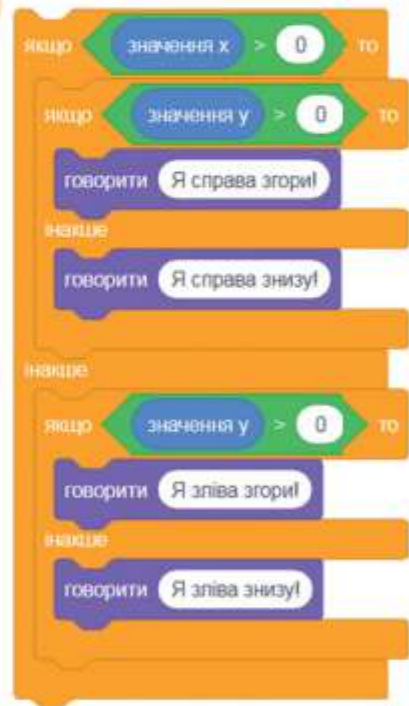 якщо значення x > 0 то
якщо значення y > 0 то
говорити Я справа згори!
інакше
говорити Я справа знизу!
інакше
якщо значення y > 0 то
говорити Я зліва згори!
інакше
говорити Я зліва знизу!